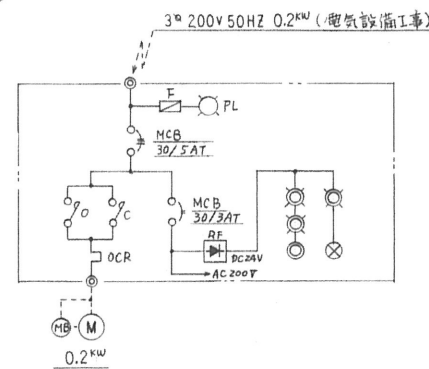 3φ 200V 50HZ 0.2KW (電気設備工事)
F
PL
MCB
30/5AT
O
C
MCB
30/3AT
RF
DC24V
OCR
AC200V
MB
M
0.2KW